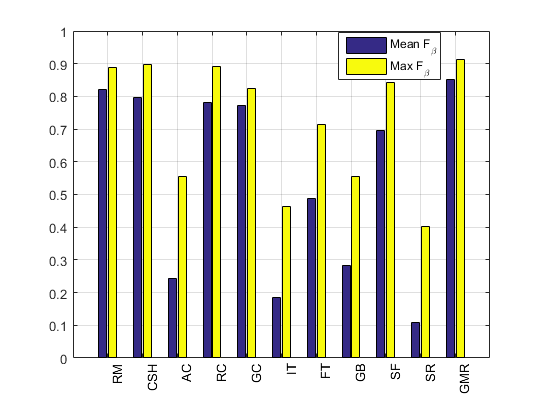 1
0.9
0.8
0.7
0.6
0.5
0.4
0.3
0.2
0.1
0
Mean Fβ
Max Fβ
RM
CSH
AC
RC
GC
IT
FT
GB
SF
SR
GMR